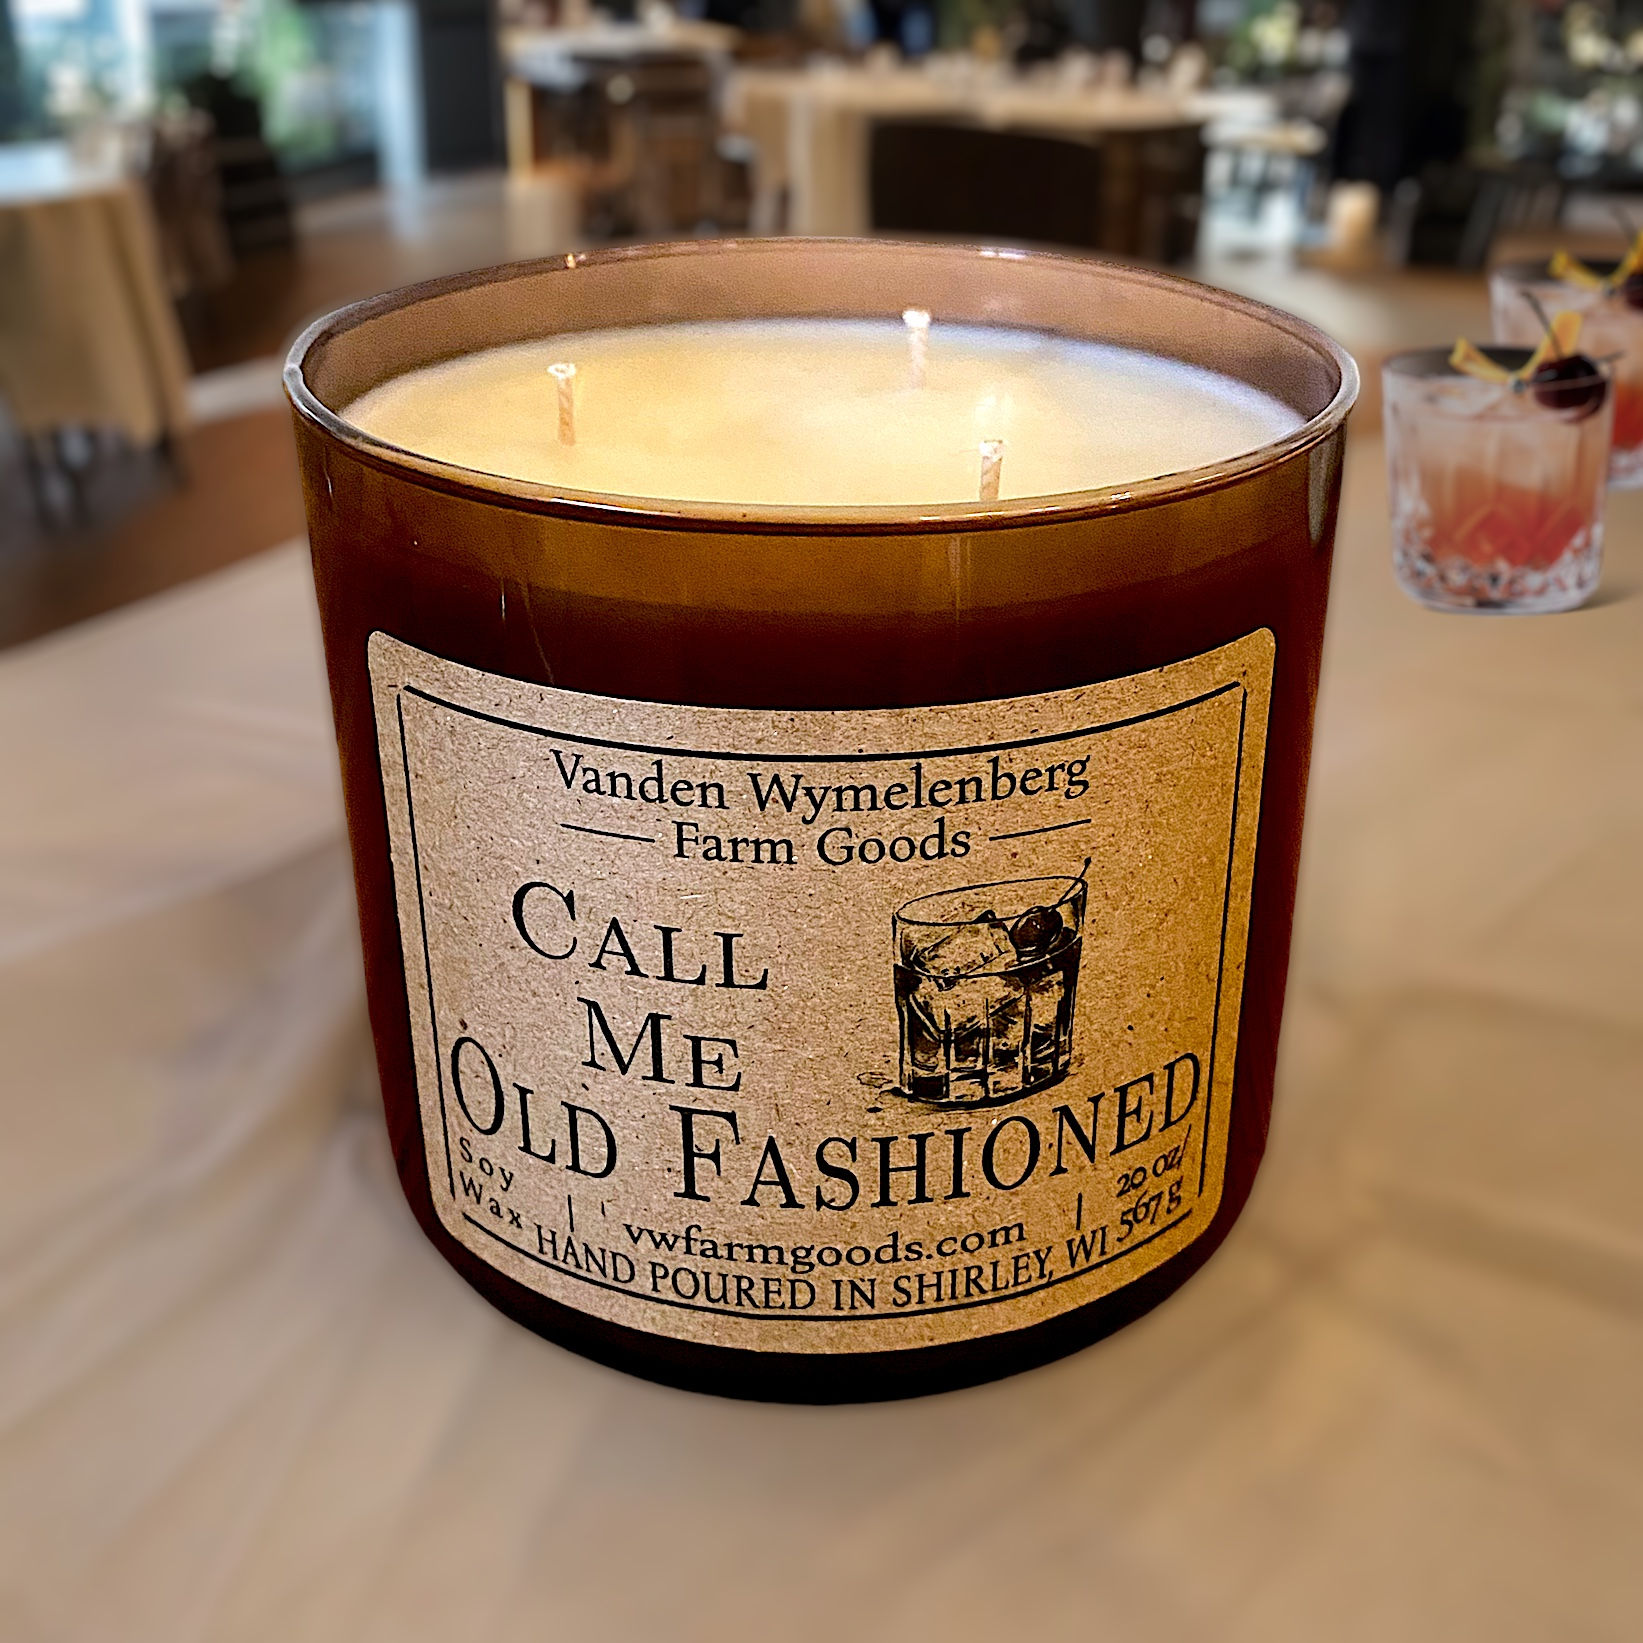 Vanden Wymelenberg
Farm Goods
CALL
ME
OLD FASHIONED
Soy
Wax
vwfarmgoods.com
20 oz/
567 g
HAND POURED IN SHIRLEY, WI